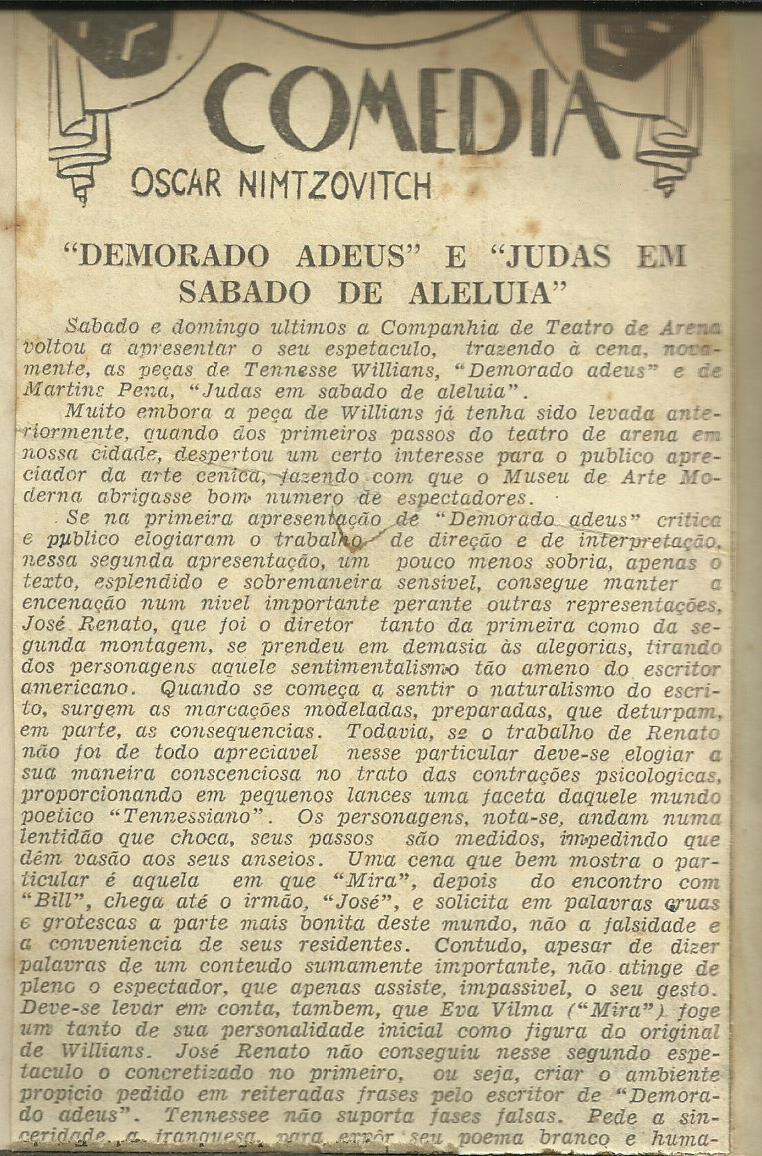 COMEDIA
OSCAR NIMTZOVITCH
"DEMORADO ADEUS" E "JUDAS EM
SABADO DE ALELUIA"
Sabado e domingo ultimos a Companhia de Teatro de Arena
voltou a apresentar o seu espetaculo, trazendo à cena, nova-
mente, as peças de Tennesse Willians, "Demorado adeus" e de
Martins Pena, "Judas em sabado de aleluia".
Muito embora a peça de Willians já tenha sido levada ante-
riormente, quando dos primeiros passos do teatro de arena em
nossa cidade, despertou um certo interesse para o publico apre-
ciador da arte cenica, fazendo com que o Museu de Arte Mo-
derna abrigasse bom numero de espectadores.
Se na primeira apresentação de "Demorado adeus" critica
e publico elogiaram o trabalho de direção e de interpretação,
nessa segunda apresentação, um pouco menos sobria, apenas o
texto, esplendido e sobremaneira sensivel, consegue manter a
encenação num nivel importante perante outras representações,
José Renato, que foi o diretor tanto da primeira como da se-
gunda montagem, se prendeu em demasia às alegorias, tirando
dos personagens aquele sentimentalismo tão ameno do escritor
americano. Quando se começa a sentir o naturalismo do escri-
to, surgem as marcações modeladas, preparadas, que deturpam,
em parte, as consequencias. Todavia, se o trabalho de Renato
não foi de todo apreciavel nesse particular deve-se elogiar a
sua maneira conscenciosa no trato das contrações psicologicas,
proporcionando em pequenos lances uma faceta daquele mundo
poetico "Tennessiano". Os personagens, nota-se, andam numa
lentidão que choca, seus passos são medidos, impedindo que
dêm vasão aos seus anseios. Uma cena que bem mostra o par-
ticular é aquela em que "Mira", depois do encontro com
"Bill", chega até o irmão, "José", e solicita em palavras cruas
e grotescas a parte mais bonita deste mundo, não a falsidade e
a conveniencia de seus residentes. Contudo, apesar de dizer
palavras de um conteudo sumamente importante, não atinge de
pleno o espectador, que apenas assiste, impassivel, o seu gesto.
Deve-se levar em conta, tambem, que Eva Vilma ("Mira") foge
um tanto de sua personalidade inicial como figura do original
de Willians. José Renato não conseguiu nesse segundo espe-
taculo o concretizado no primeiro, ou seja, criar o ambiente
propicio pedido em reiteradas frases pelo escritor de "Demora-
do adeus". Tennessee não suporta fases falsas. Pede a sin-
ceridade, a franquesa, para expôr seu poema branco e huma-